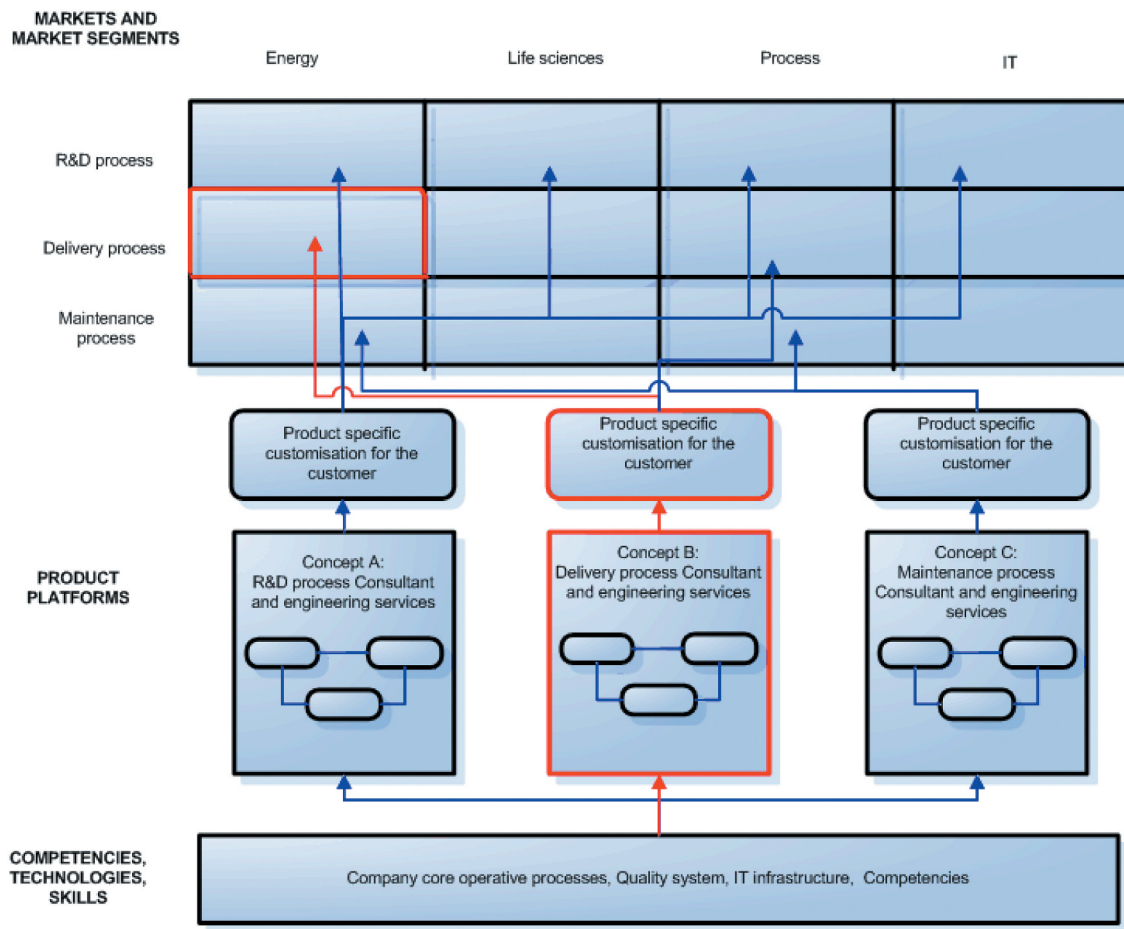 MARKETS AND
MARKET SEGMENTS
Energy
Life sciences
Process
IT
R&D process
Delivery process
Maintenance
process
Product specific
customisation for the
customer
Product specific
customisation for the
customer
Product specific
customisation for the
customer
PRODUCT
PLATFORMS
Concept A:
R&D process Consultant
and engineering services
Concept B:
Delivery process Consultant
and engineering services
Concept C:
Maintenance process
Consultant and engineering
services
COMPETENCIES,
TECHNOLOGIES,
SKILLS
Company core operative processes, Quality system, IT infrastructure, Competencies